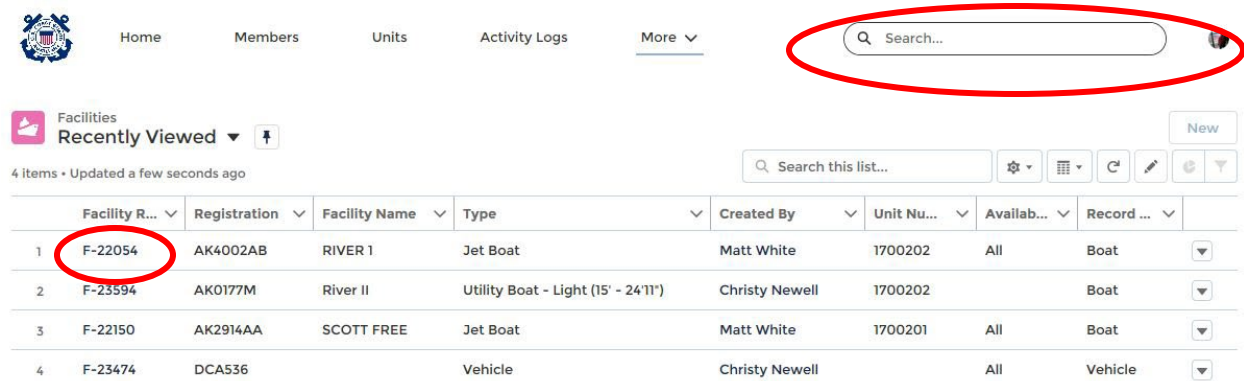 Home Members Units Activity Logs More Search...
Facilities
Recently Viewed
New
4 items • Updated a few seconds ago
Search this list...
Facility R... Registration Facility Name Type Created By Unit Nu... Availab... Record ...
1 F-22054 AK4002AB RIVER 1 Jet Boat Matt White 1700202 All Boat
2 F-23594 AK0177M River II Utility Boat - Light (15' - 24'11") Christy Newell 1700202 Boat
3 F-22150 AK2914AA SCOTT FREE Jet Boat Matt White 1700201 All Boat
4 F-23474 DCA536 Vehicle Christy Newell All Vehicle